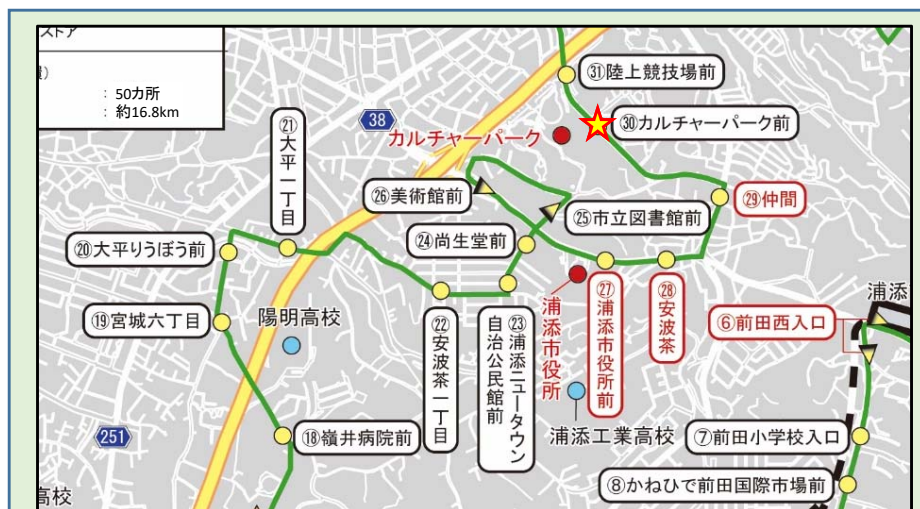 ストア
：50カ所
：約16.8km
㉛陸上競技場前
38
カルチャーパーク
㉚カルチャーパーク前
㉑大平一丁目
㉖美術館前
㉙仲間
㉕市立図書館前
㉔尚生堂前
⑳大平りうぼう前
浦添
⑲宮城六丁目
陽明高校
㉒安波茶一丁目
㉓浦添ニュータウン
自治公民館前
浦添市役所
㉗浦添市役所前
㉘安波茶
⑥前田西入口
251
⑱嶺井病院前
浦添工業高校
⑦前田小学校入口
⑧かねひで前田国際市場前
高校